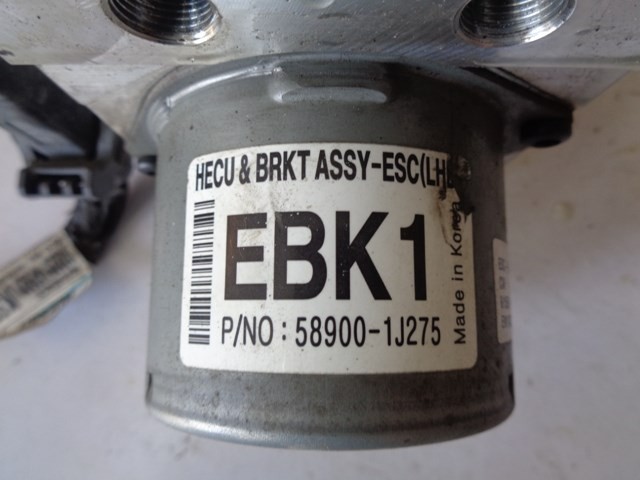 HECU & BRKT ASSY-ESC(LH
EBK1
P/NO : 58900-1J275
Made in Korea